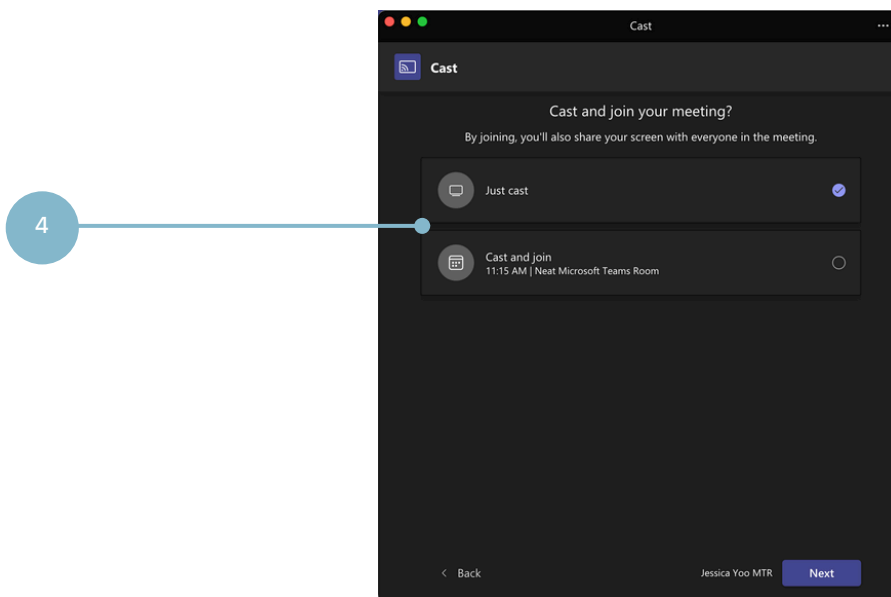 Cast
Cast
Cast and join your meeting?
By joining, you'll also share your screen with everyone in the meeting.
Just cast
4
Cast and join
11:15 AM | Neat Microsoft Teams Room
< Back
Jessica Yoo MTR
Next